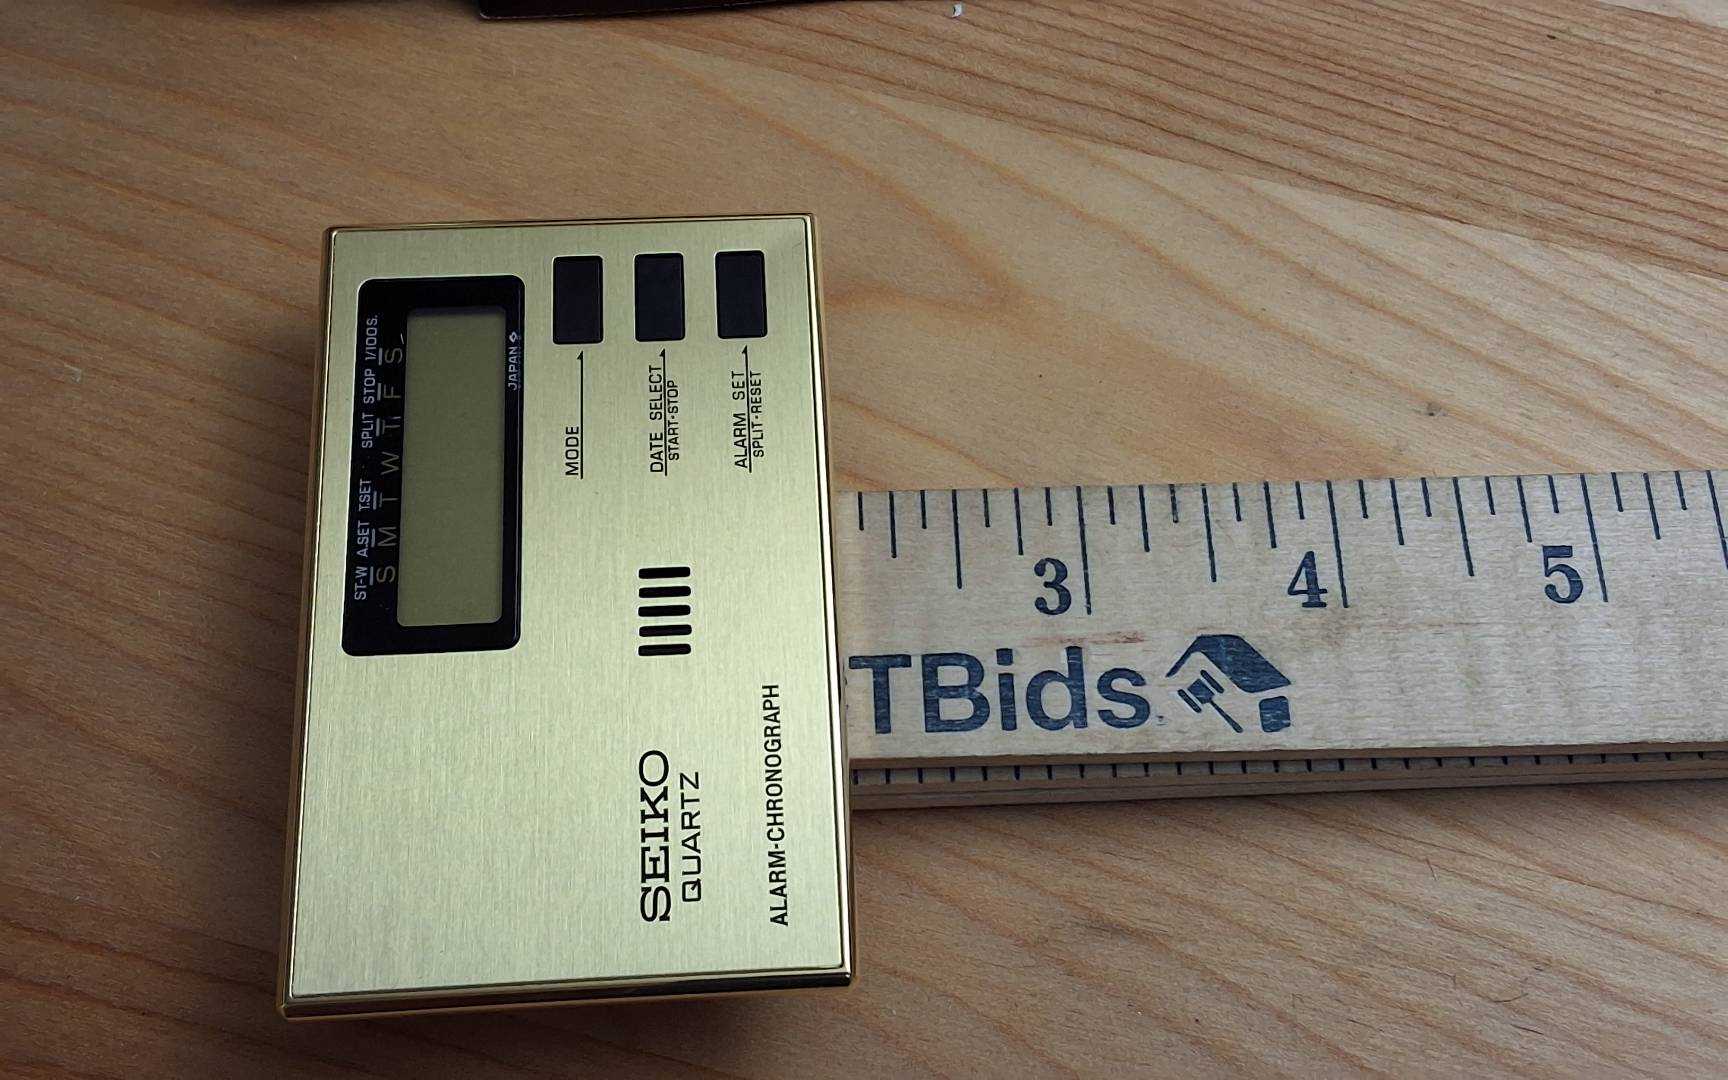 ST-W A.SET T.SET SPLIT STOP 1/100S.
S M T W T F S
JAPAN
MODE
DATE SELECT
START·STOP
ALARM SET
SPLIT·RESET
SEIKO
QUARTZ
ALARM-CHRONOGRAPH
3 4 5
TBids